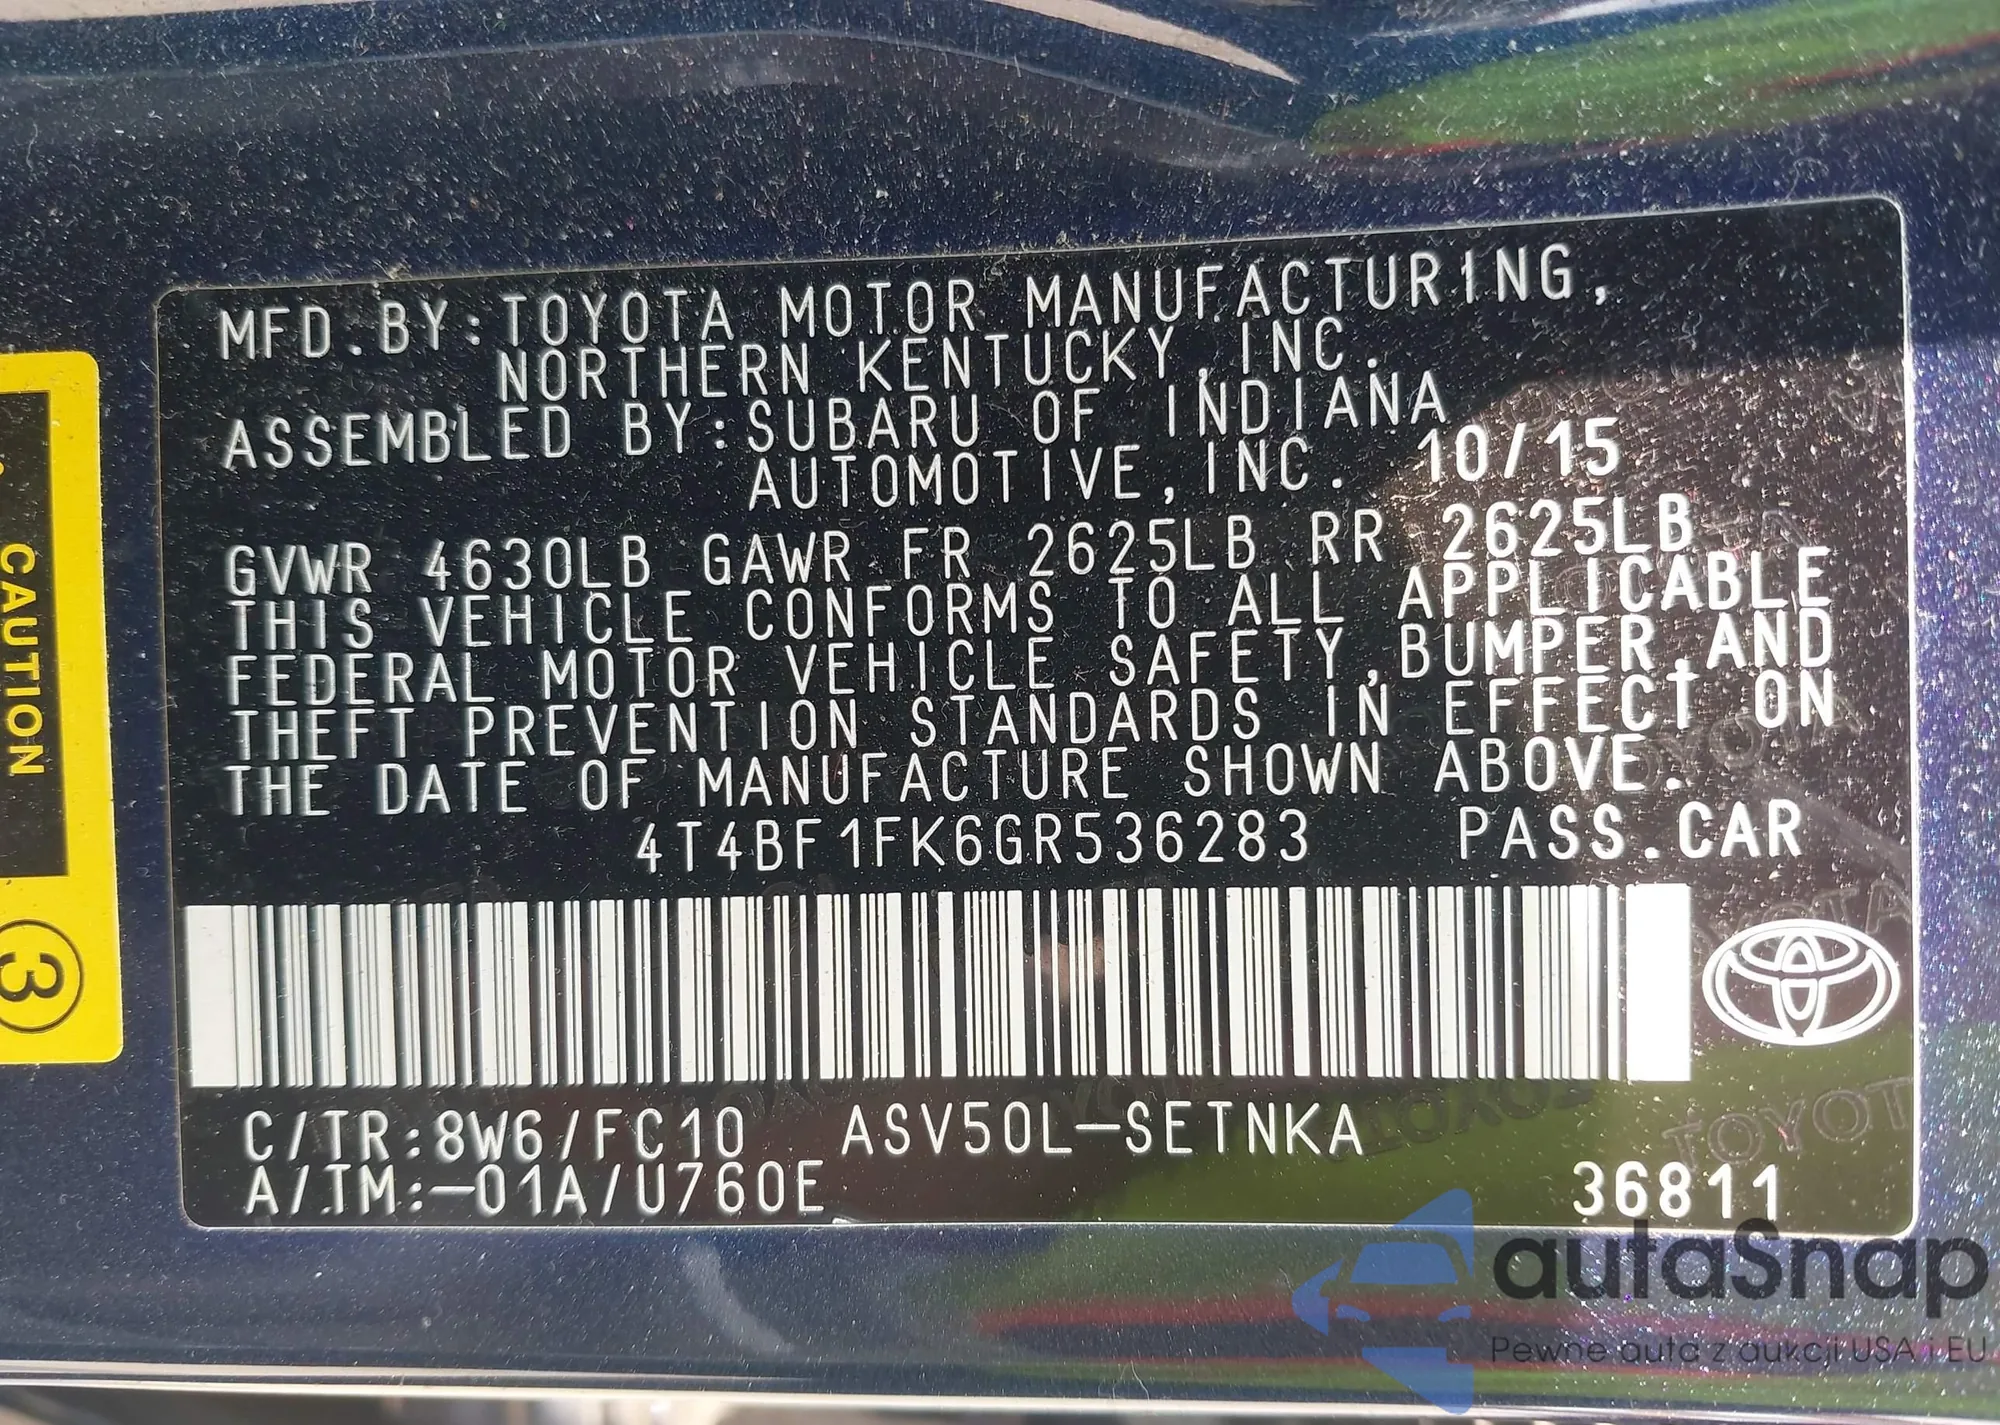 MFD.BY:TOYOTA MOTOR MANUFACTURING,
NORTHERN KENTUCKY,INC.
ASSEMBLED BY:SUBARU OF INDIANA
AUTOMOTIVE,INC. 10/15
GVWR 4630LB GAWR FR 2625LB RR 2625LB
THIS VEHICLE CONFORMS TO ALL APPLICABLE
FEDERAL MOTOR VEHICLE SAFETY,BUMPER,AND
THEFT PREVENTION STANDARDS IN EFFECT ON
THE DATE OF MANUFACTURE SHOWN ABOVE.
4T4BF1FK6GR536283 PASS.CAR
C/TR:8W6/FC10 ASV50L-SETNKA
A/TM:-01A/U760E
36811
CAUTION
3
autaSnap
Pewne auta z aukcji USA i EU